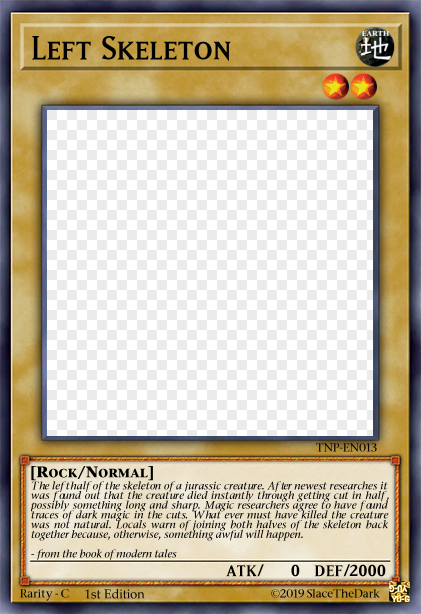 LEFT SKELETON
EARTH
地
TNP-EN013
[ROCK/NORMAL]
The left half of the skeleton of a jurassic creature. After newest researches it
was found out that the creature died instantly through getting cut in half,
possibly something long and sharp. Magic researchers agree to have found
traces of dark magic in the cuts. What ever must have killed the creature
was not natural. Locals warn of joining both halves of the skeleton back
together because, otherwise, something awful will happen.
- from the book of modern tales
ATK/ 0 DEF/2000
Rarity - C 1st Edition ©2019 SlaceTheDark